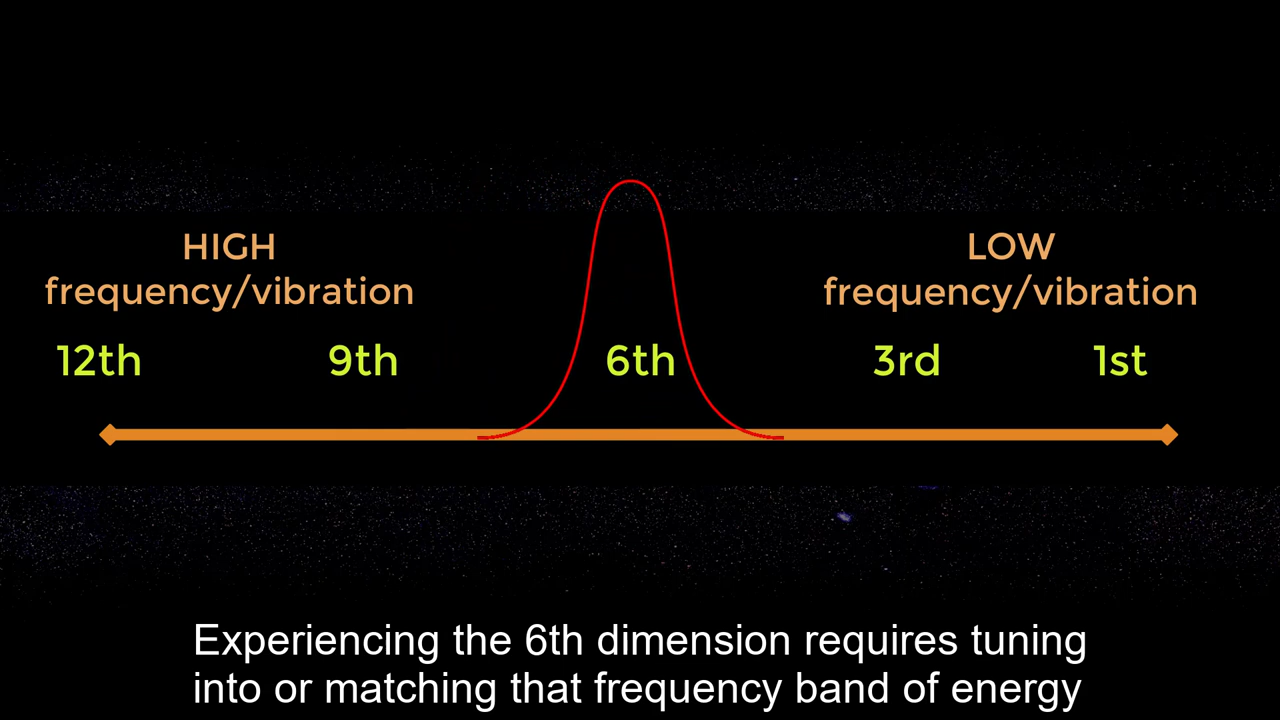 HIGH
frequency/vibration
LOW
frequency/vibration
12th 9th 6th 3rd 1st
Experiencing the 6th dimension requires tuning
into or matching that frequency band of energy